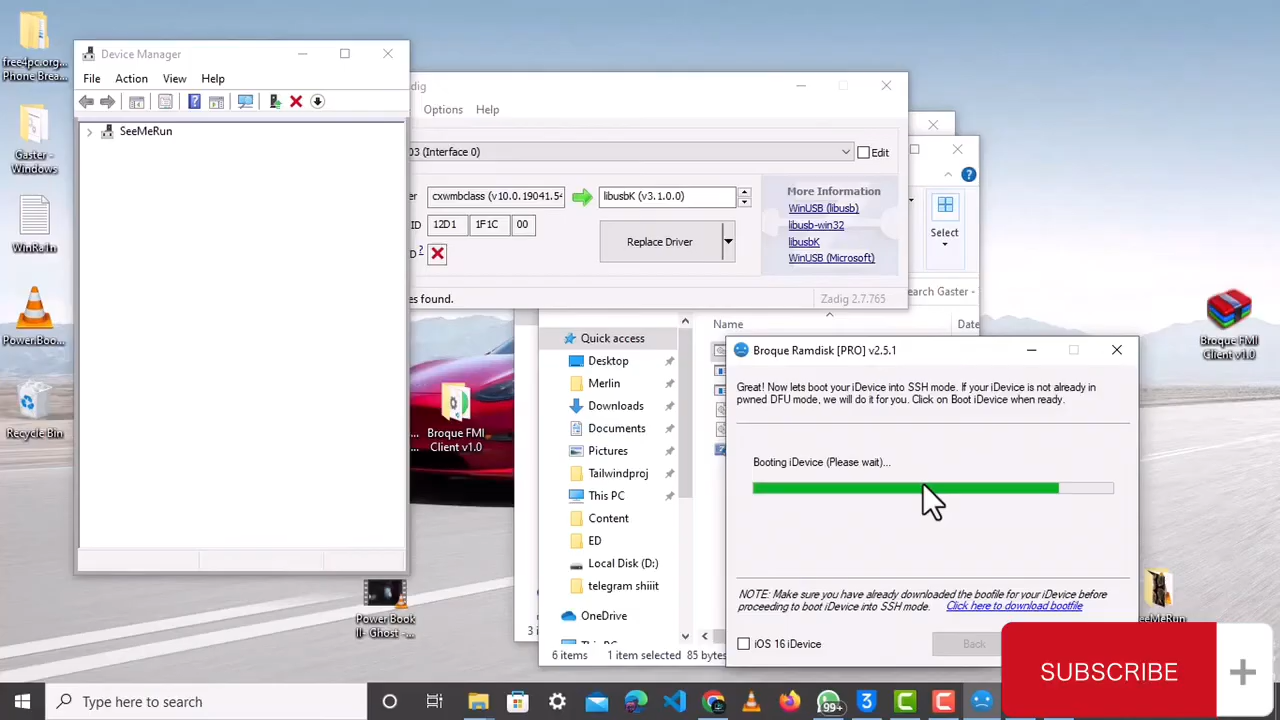 free4pc.org...
Phone Brea...
Gaster -
Windows
WinRe.ln
PowerBoo...
Recycle Bin
Device Manager
File Action View Help
SeeMeRun
dig
Options Help
03 (Interface 0)
Edit
er
cxwmbclass (v10.0.19041.54
libusbK (v3.1.0.0)
ID
12D1
1F1C
00
D ?
Replace Driver
More Information
WinUSB (libusb)
libusb-win32
libusbK
WinUSB (Microsoft)
es found.
Zadig 2.7.765
Select
earch Gaster -
Quick access
Desktop
Merlin
Downloads
Documents
Pictures
Tailwindproj
This PC
Content
ED
Local Disk (D:)
telegram shiiit
OneDrive
Name
Date
3 i
6 items 1 item selected 85 bytes
Broque FMI
Client v1.0
Power Book
II- Ghost -...
Broque Ramdisk [PRO] v2.5.1
Great! Now lets boot your iDevice into SSH mode. If your iDevice is not already in
pwned DFU mode, we will do it for you. Click on Boot iDevice when ready.
Booting iDevice (Please wait)...
NOTE: Make sure you have already downloaded the boofile for your iDevice before
proceeding to boot iDevice into SSH mode. Click here to download bootfile
iOS 16 iDevice
Back
Broque FMI
Client v1.0
SeeMeRun
SUBSCRIBE
Type here to search
99+